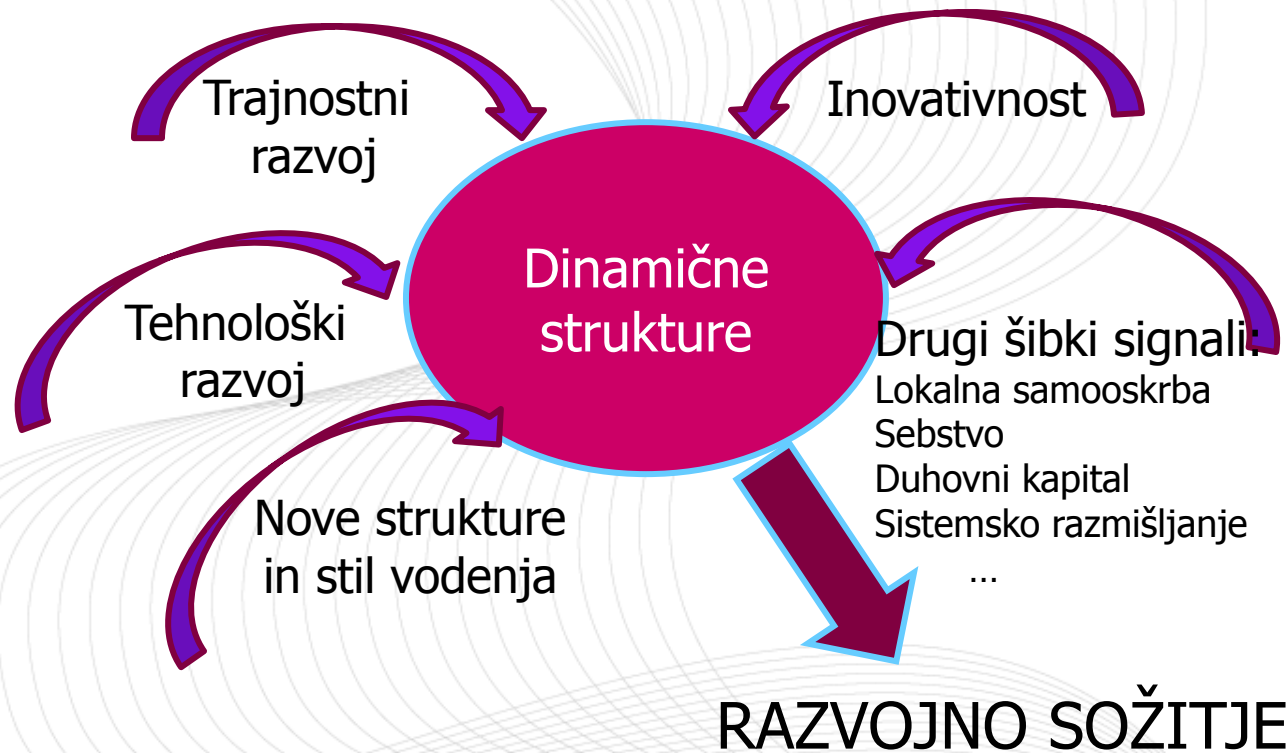 Trajnostni
razvoj
Inovativnost
Dinamične
strukture
Tehnološki
razvoj
Drugi šibki signali:
Lokalna samooskrba
Sebstvo
Duhovni kapital
Sistemsko razmišljanje
...
Nove strukture
in stil vodenja
RAZVOJNO SOŽITJE